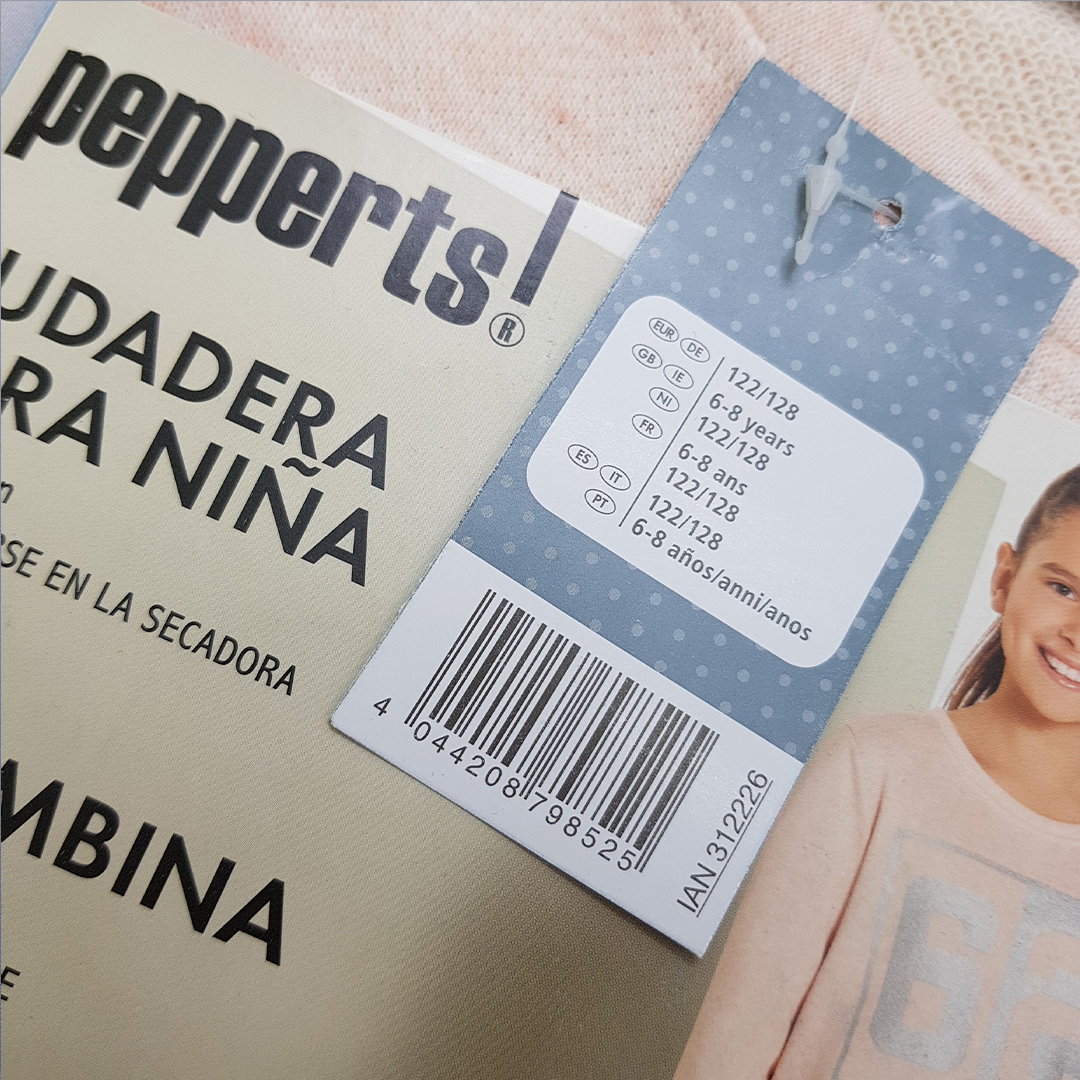 pepperts!®
UDADERA
RA NIÑA
n
SE EN LA SECADORA
MBINA
E
EUR DE 122/128
GB IE 6-8 years
NI 122/128
FR 6-8 ans
122/128
ES IT 122/128
PT 6-8 años/anni/anos
4 044208 798525
IAN 312226